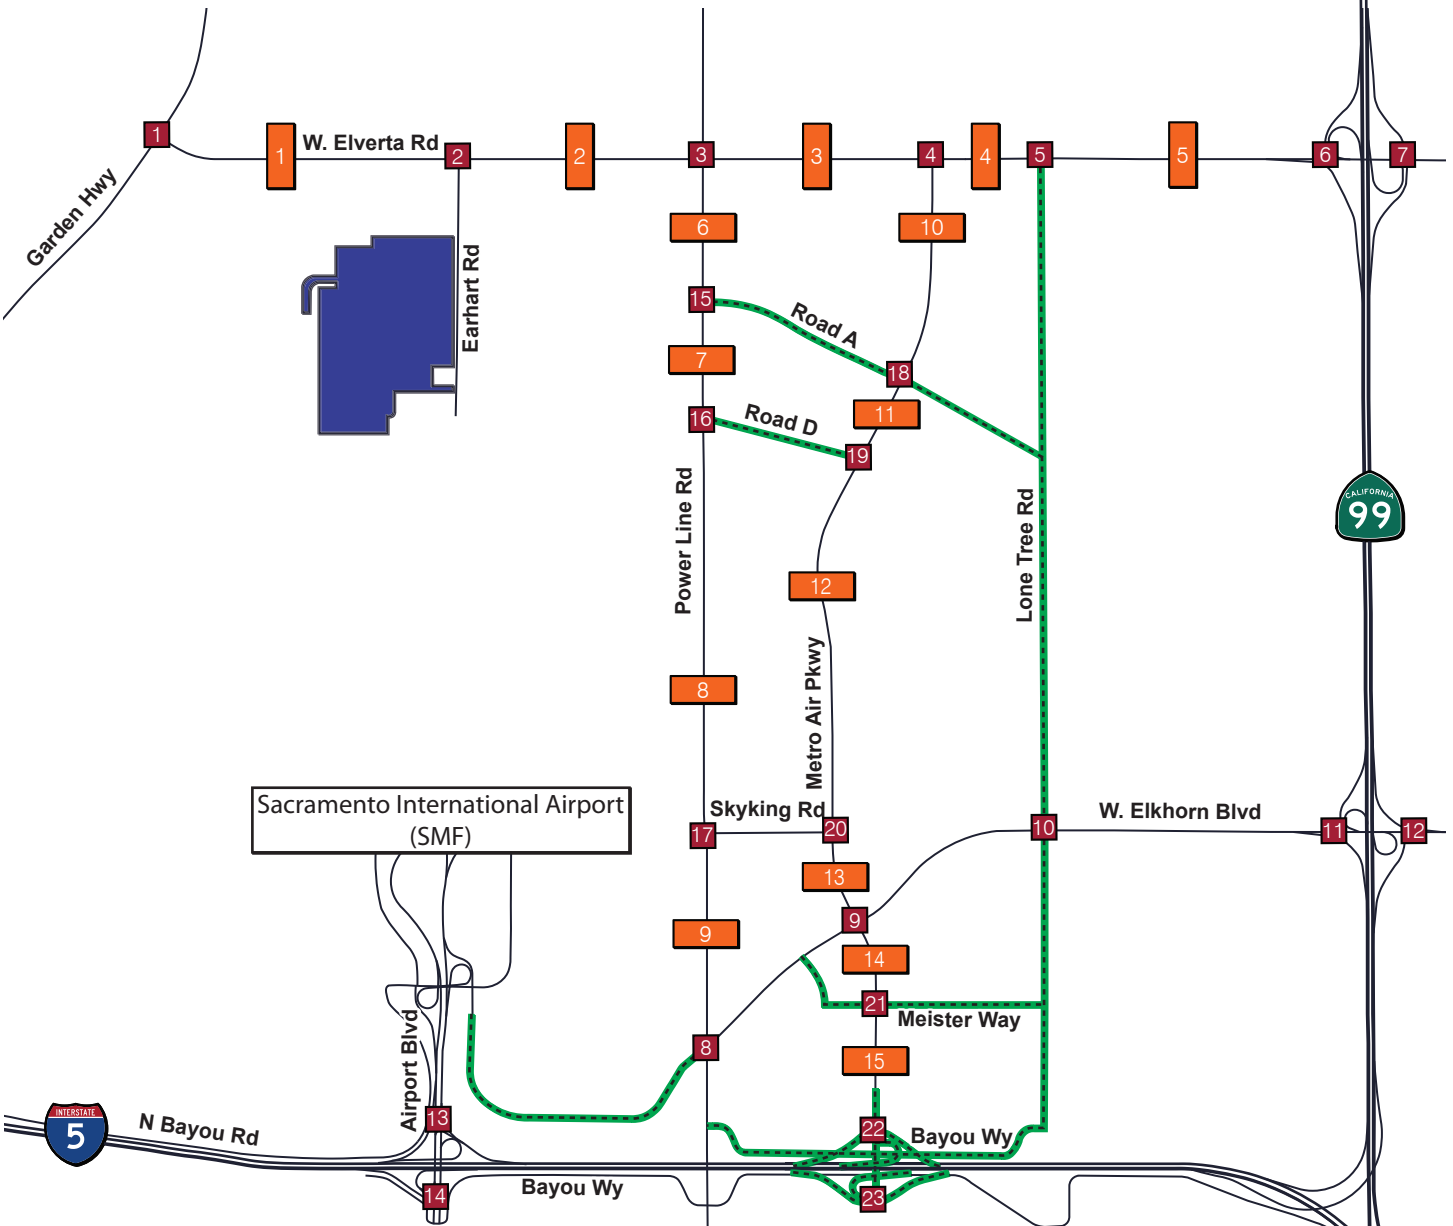 1
1
W. Elverta Rd
2
2
3
3
4
4
5
5
6
7
Garden Hwy
Earhart Rd
6
10
15
Road A
7
18
16
Road D
11
19
Power Line Rd
Lone Tree Rd
CALIFORNIA
99
12
8
Metro Air Pkwy
Sacramento International Airport
(SMF)
Skyking Rd
17
20
10
W. Elkhorn Blvd
11
12
13
9
9
14
21
Meister Way
8
15
Airport Blvd
INTERSTATE
5
N Bayou Rd
13
22
Bayou Wy
14
Bayou Wy
23